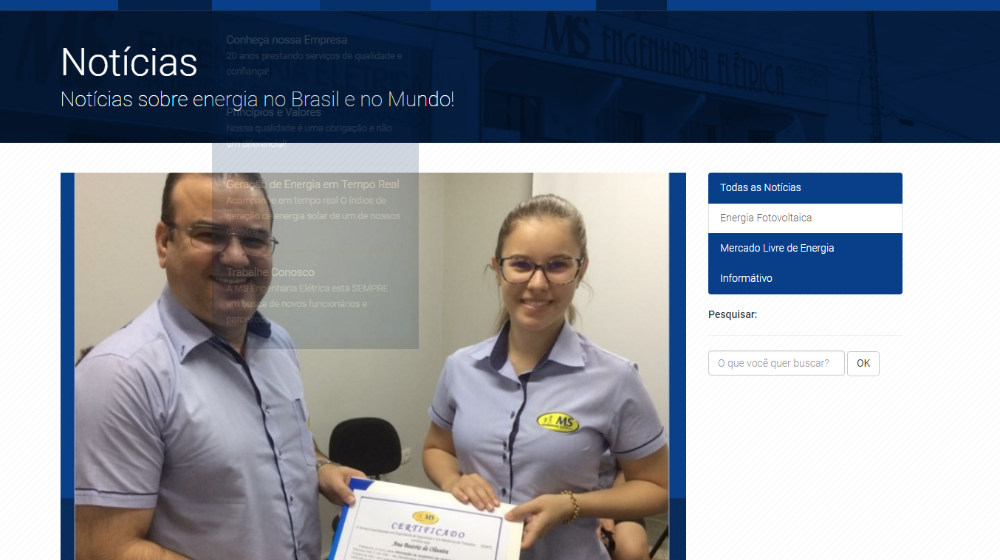 MS ENGENHARIA ELÉTRICA
Notícias
Notícias sobre energia no Brasil e no Mundo!
Conheça nossa Empresa
20 anos prestando serviços de qualidade e
confiança!
Princípios e Valores
Nossa qualidade é uma obrigação e não
um diferencial!
Geração de Energia em Tempo Real
Acompanhe em tempo real O índice de
geração de energia solar de um de nossos
clientes.
Trabalhe Conosco
A MS Engenharia Elétrica esta SEMPRE
em busca de novos funcionários e
parceiros.
Todas as Notícias
Energia Fotovoltaica
Mercado Livre de Energia
Informátivo
Pesquisar:
O que você quer buscar?
OK
MS
MS
CERTIFICADO
Ana Beatriz de Oliveira